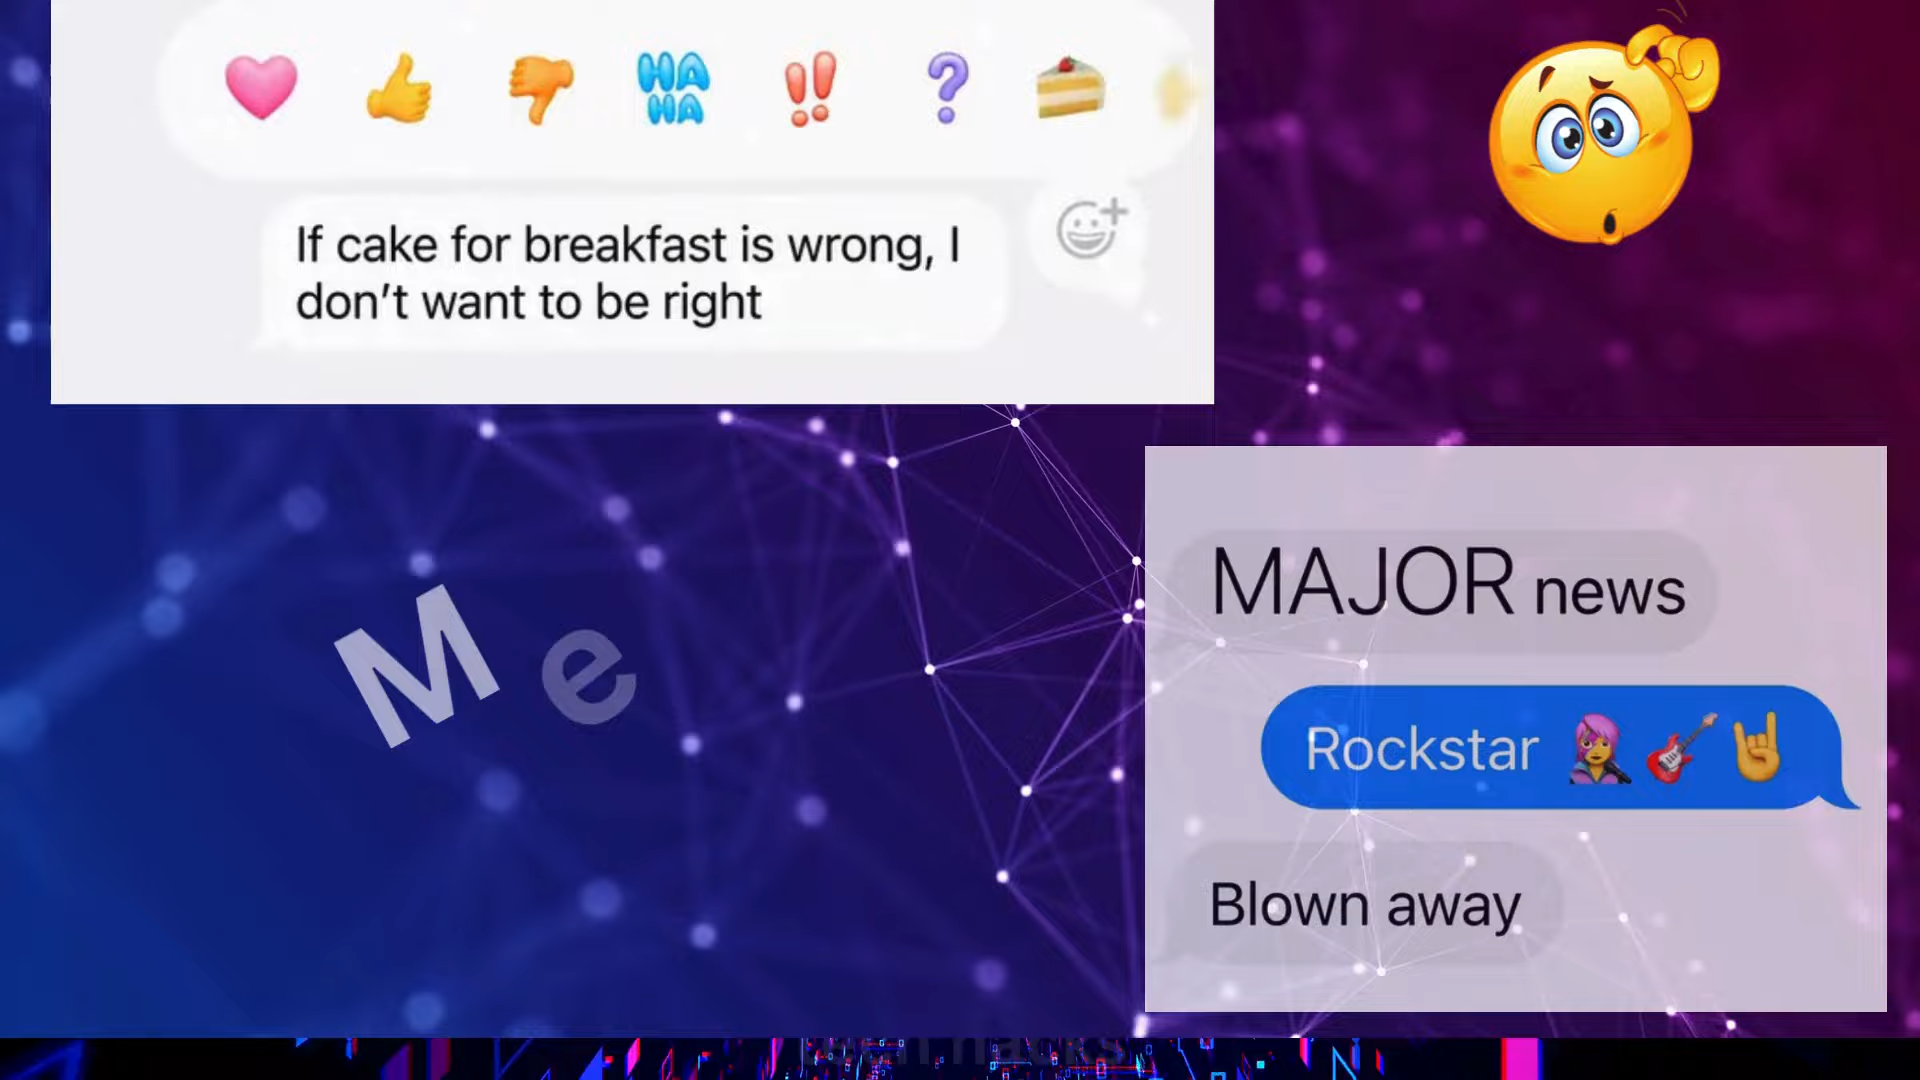 HA
HA
If cake for breakfast is wrong, I
don't want to be right
MAJOR news
Me
Rockstar 👩‍🎤 🎸 🤘
Blown away